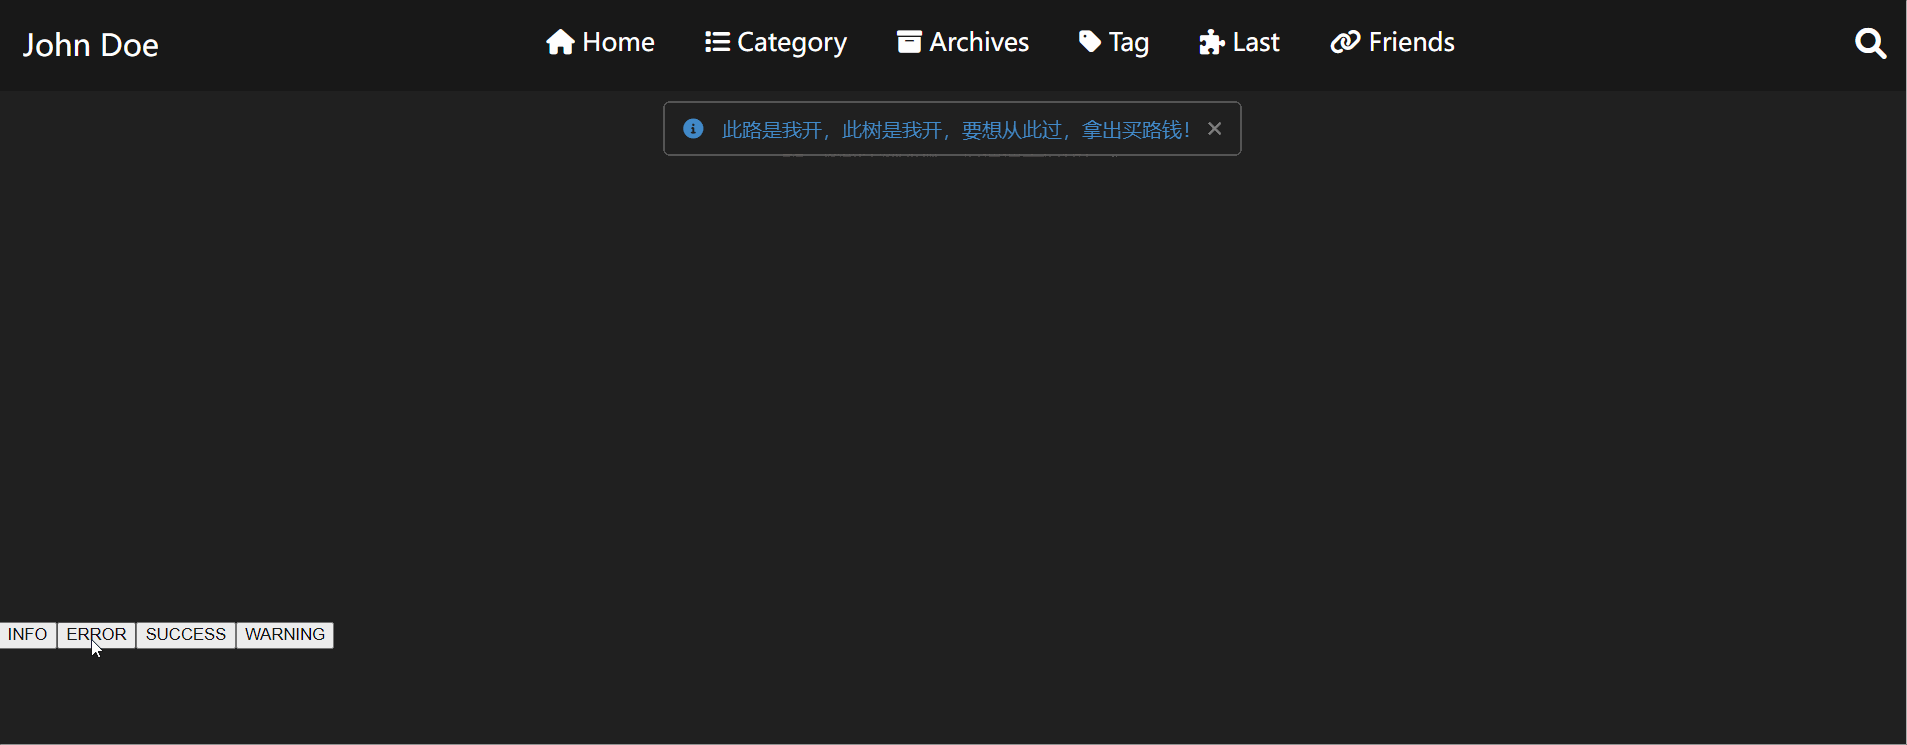 John Doe
Home Category Archives Tag Last Friends
此路是我开，此树是我开，要想从此过，拿出买路钱！
INFO ERROR SUCCESS WARNING